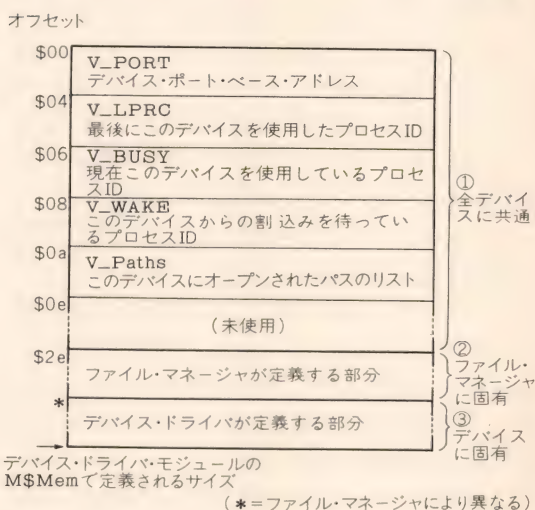 オフセット
$00
V_PORT
デバイス・ポート・ベース・アドレス
$04
V_LPRC
最後にこのデバイスを使用したプロセスID
$06
V_BUSY
現在このデバイスを使用しているプロセ
スID
$08
V_WAKE
このデバイスからの割込みを待ってい
るプロセスID
$0a
V_Paths
このデバイスにオープンされたパスのリスト
$0e
(未使用)
①
全デバイ
スに共通
$2e
ファイル・マネージャが定義する部分
②
ファイル・
マネージャ
に固有
*
デバイス・ドライバが定義する部分
③
デバイス
に固有
デバイス・ドライバ・モジュールの
M$Memで定義されるサイズ
(*=ファイル・マネージャにより異なる)